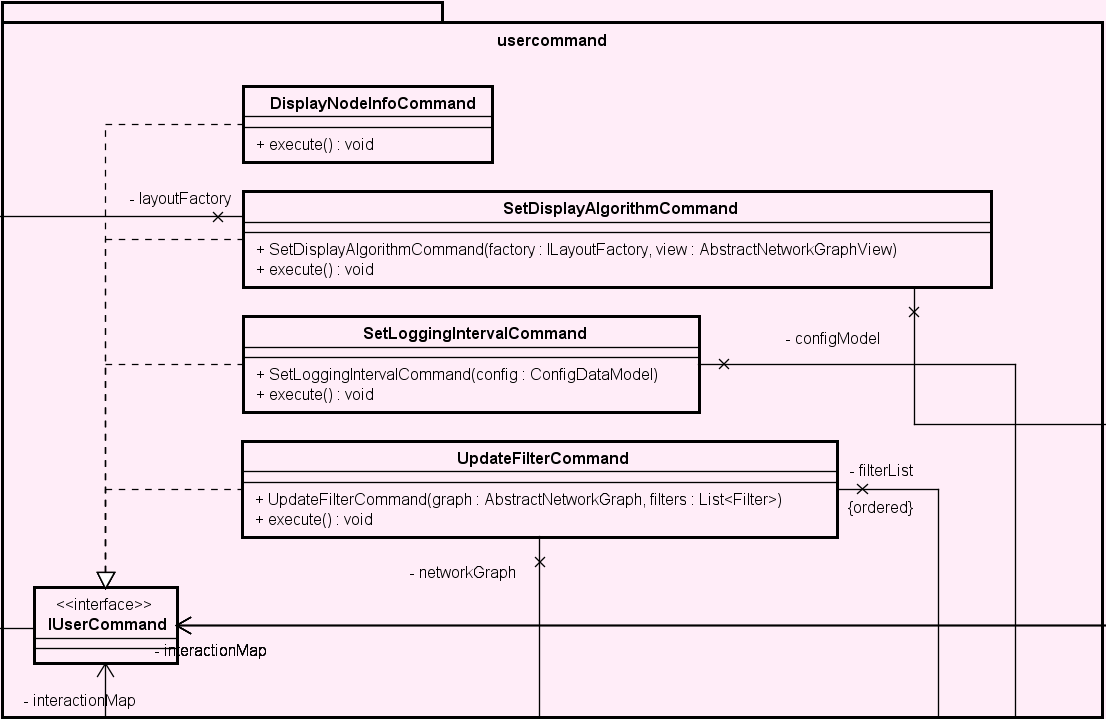 usercommand
DisplayNodeInfoCommand
+ execute() : void
- layoutFactory
SetDisplayAlgorithmCommand
+ SetDisplayAlgorithmCommand(factory : ILayoutFactory, view : AbstractNetworkGraphView)
+ execute() : void
SetLoggingIntervalCommand
- configModel
+ SetLoggingIntervalCommand(config : ConfigDataModel)
+ execute() : void
UpdateFilterCommand
- filterList
+ UpdateFilterCommand(graph : AbstractNetworkGraph, filters : List<Filter>)
{ordered}
+ execute() : void
- networkGraph
<<interface>>
IUserCommand
- interactionMap
- interactionMap